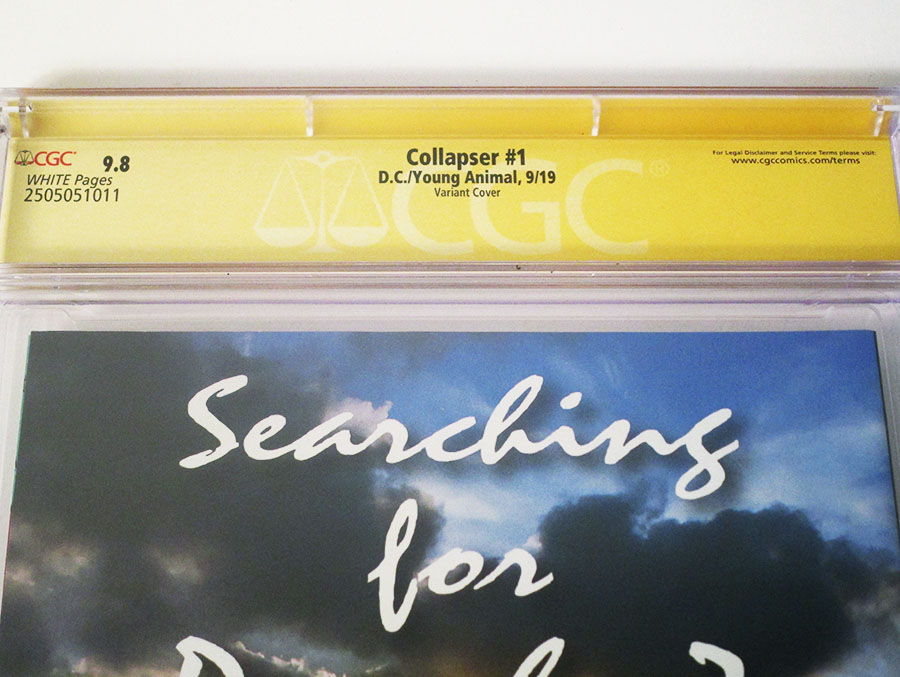 CGC
9.8
WHITE Pages
2505051011
Collapser #1
D.C./Young Animal, 9/19
Variant Cover
For Legal Disclaimer and Service Terms please visit:
www.cgccomics.com/terms
CGC®
Searching
for